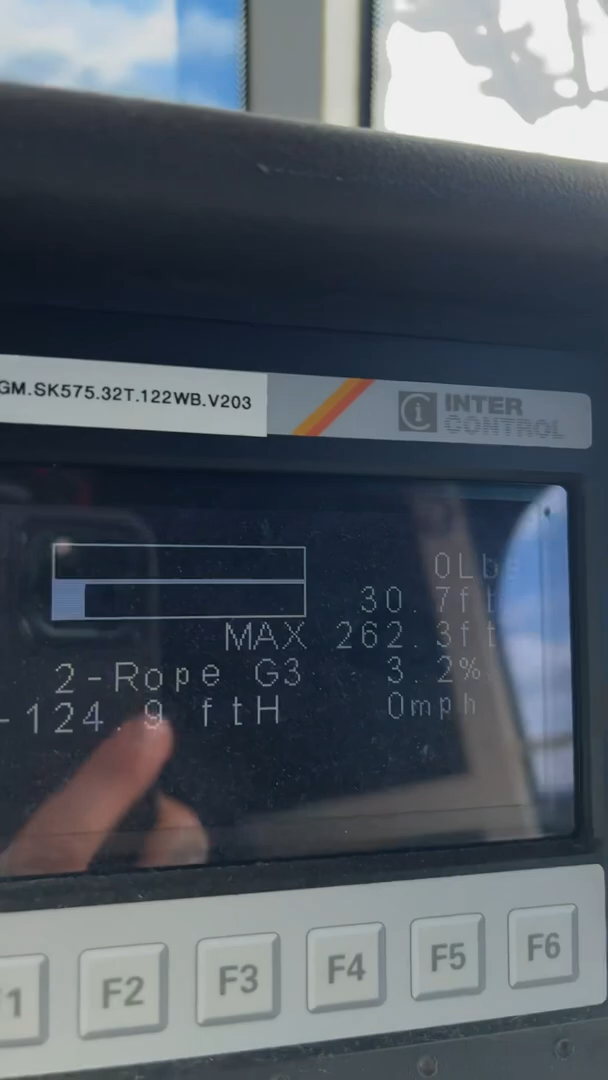 GM.SK575.32T.122WB.V203
INTER
CONTROL
0Lbs
30.7ft
MAX 262.3ft
2-Rope G3 3.2%
-124.9 ftH 0mph
F1 F2 F3 F4 F5 F6